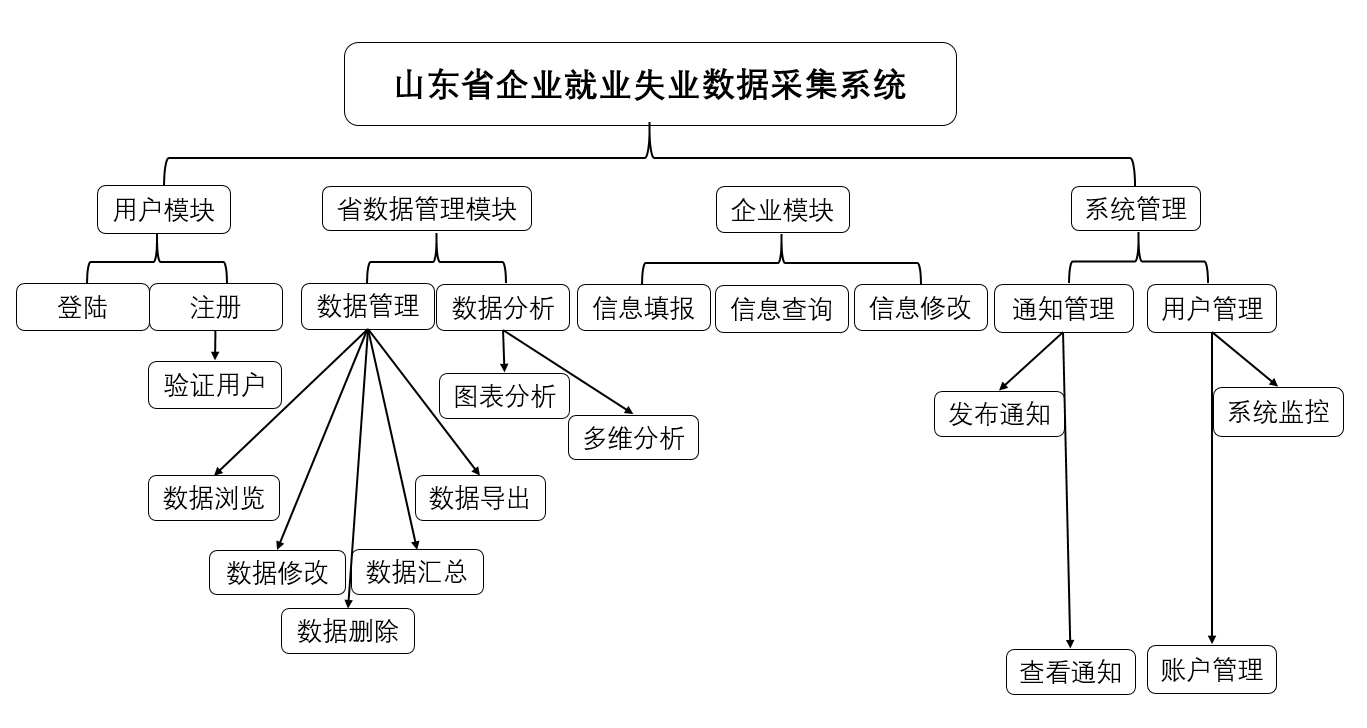 山东省企业就业失业数据采集系统
用户模块
省数据管理模块
企业模块
系统管理
登陆
注册
数据管理
数据分析
信息填报
信息查询
信息修改
通知管理
用户管理
验证用户
图表分析
多维分析
发布通知
系统监控
数据浏览
数据导出
数据修改
数据汇总
数据删除
查看通知
账户管理